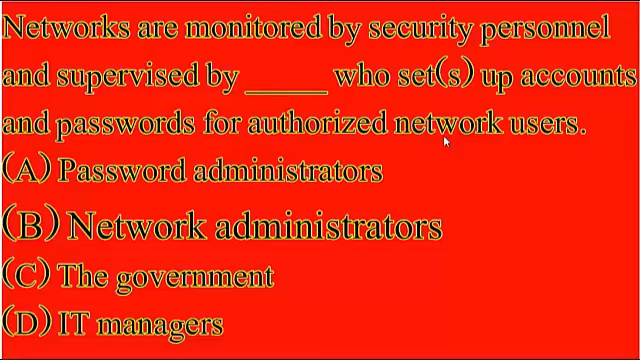 Networks are monitored by security personnel
and supervised by _____ who set(s) up accounts
and passwords for authorized network users.
(A) Password administrators
(B) Network administrators
(C) The government
(D) IT managers